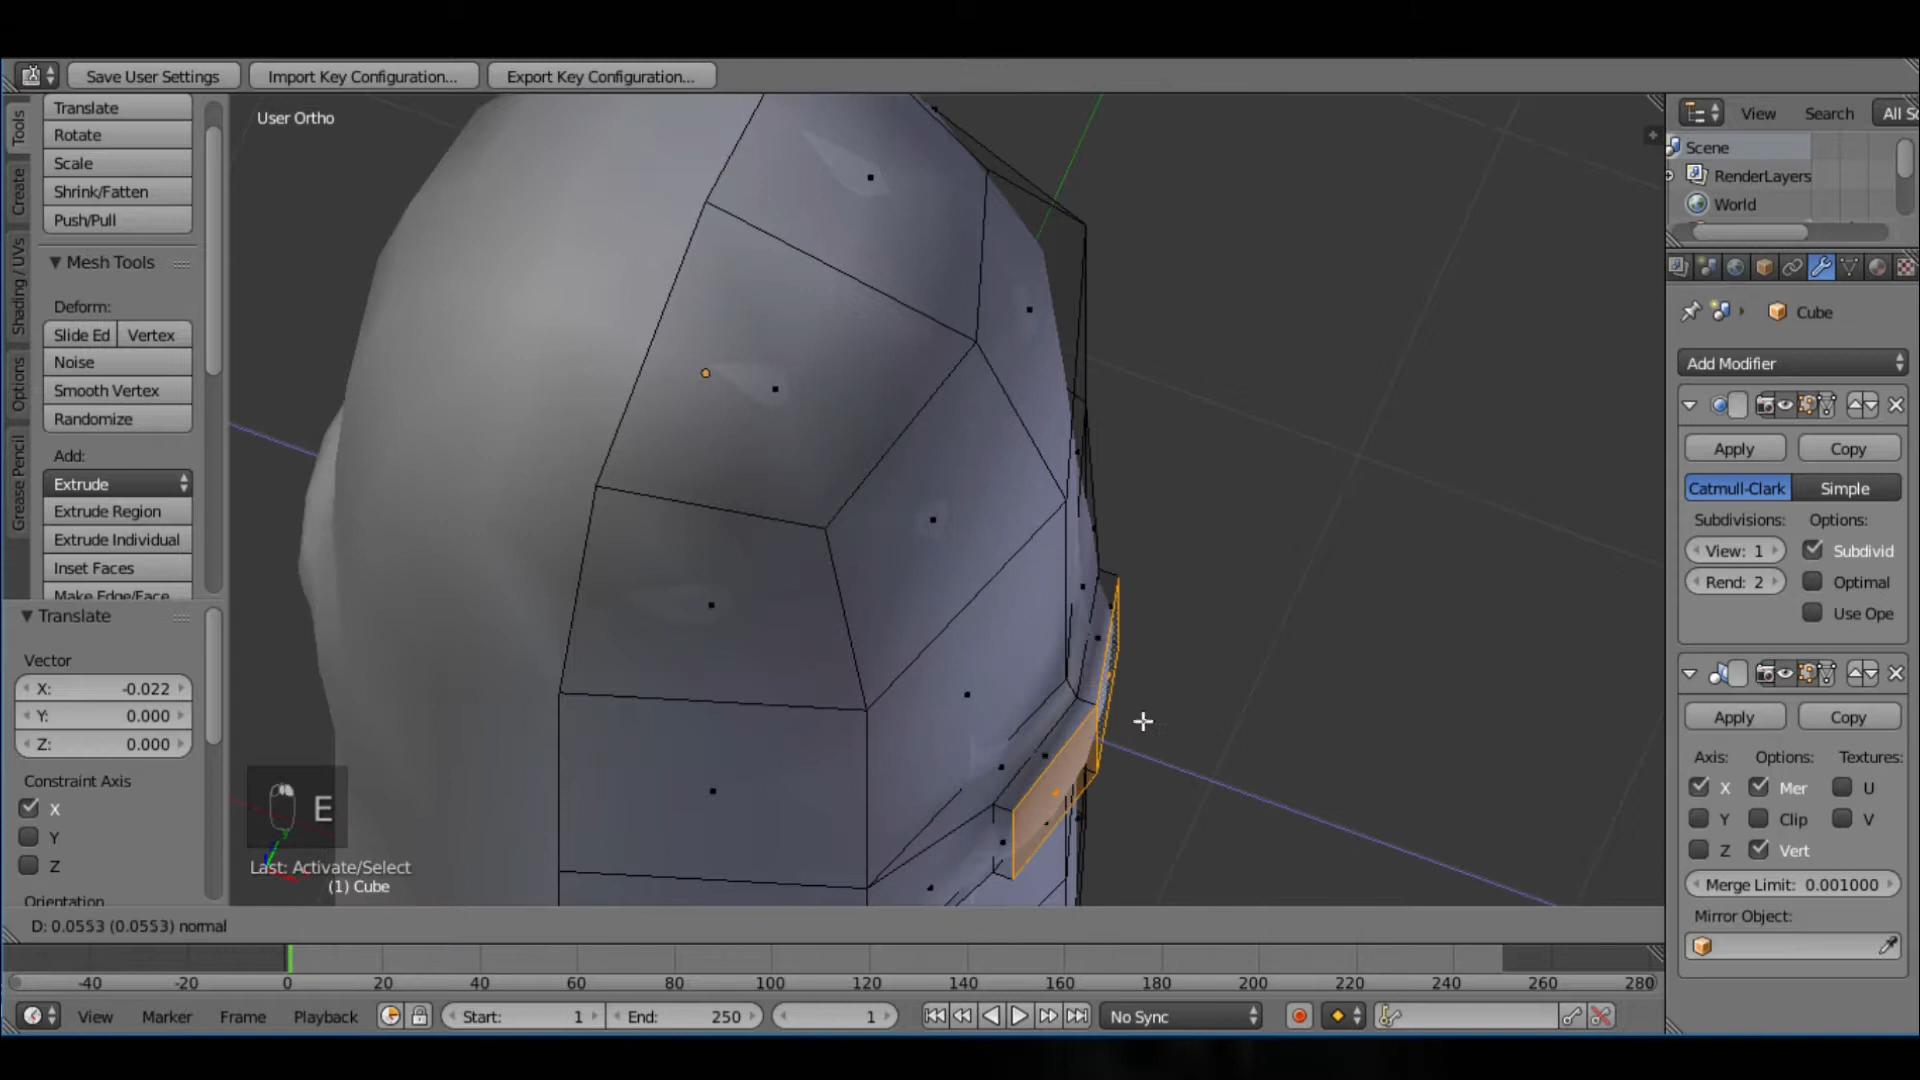 Save User Settings
Import Key Configuration...
Export Key Configuration...
Tools
Create
Shading / UVs
Options
Grease Pencil
Translate
Rotate
Scale
Shrink/Fatten
Push/Pull
Mesh Tools
Deform:
Slide Ed
Vertex
Noise
Smooth Vertex
Randomize
Add:
Extrude
Extrude Region
Extrude Individual
Inset Faces
Make Edge/Face
Translate
Vector
X: -0.022
Y: 0.000
Z: 0.000
Constraint Axis
X
Y
Z
Orientation
User Ortho
E
Last: Activate/Select
(1) Cube
D: 0.0553 (0.0553) normal
View
Search
All Sc
Scene
RenderLayers
World
Cube
Add Modifier
Apply
Copy
Catmull-Clark
Simple
Subdivisions:
Options:
View: 1
Subdivid
Rend: 2
Optimal
Use Ope
Apply
Copy
Axis:
Options:
Textures:
X
Mer
U
Y
Clip
V
Z
Vert
Merge Limit: 0.001000
Mirror Object:
-40 -20 0 20 40 60 80 100 120 140 160 180 200 220 240 260 280
View
Marker
Frame
Playback
Start: 1
End: 250
1
No Sync